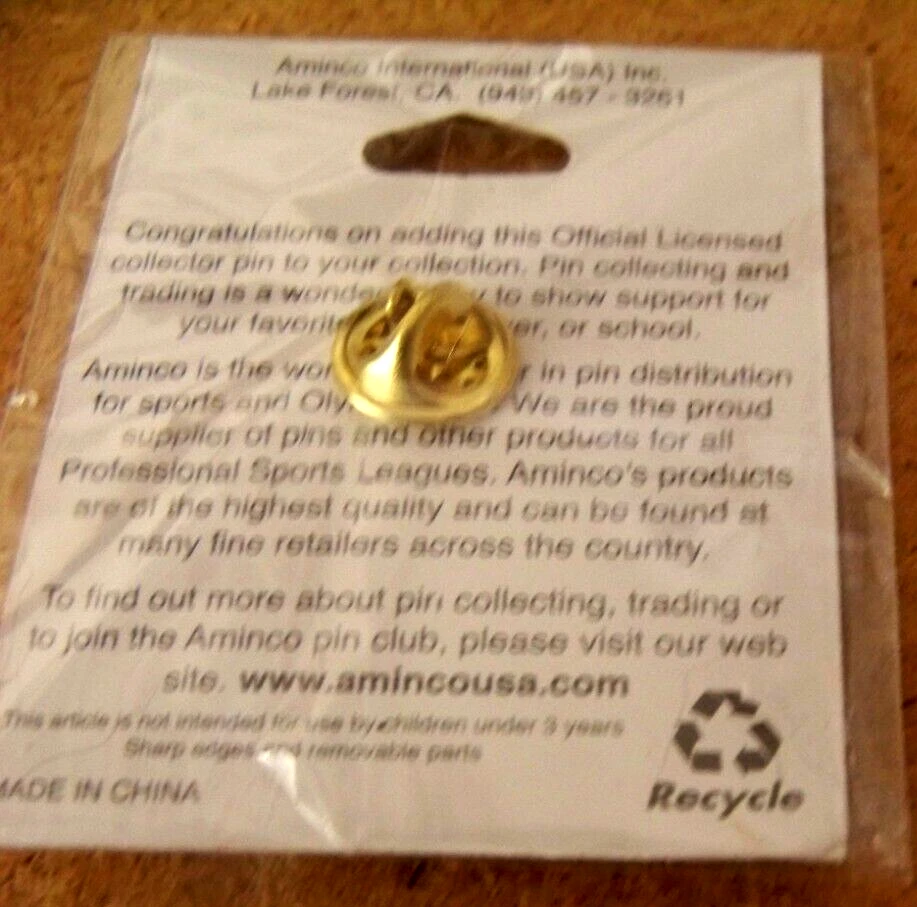 Aminco International (USA) Inc.
Lake Forest, CA. (949) 457 - 3261
Congratulations on adding this Official Licensed
collector pin to your collection. Pin collecting and
trading is a to show support for
your or school.
Aminco is the in pin distribution
for sports and We are the proud
supplier of pins and other products for all
Professional Sports Leagues. Aminco's products
are of the highest quality and can be found at
many fine retailers across the country.
To find out more about pin collecting, trading or
to join the Aminco pin club, please visit our web
site. www.amincousa.com
This article is not intended for use by children under 3 years
Sharp edges and removable parts
MADE IN CHINA
Recycle